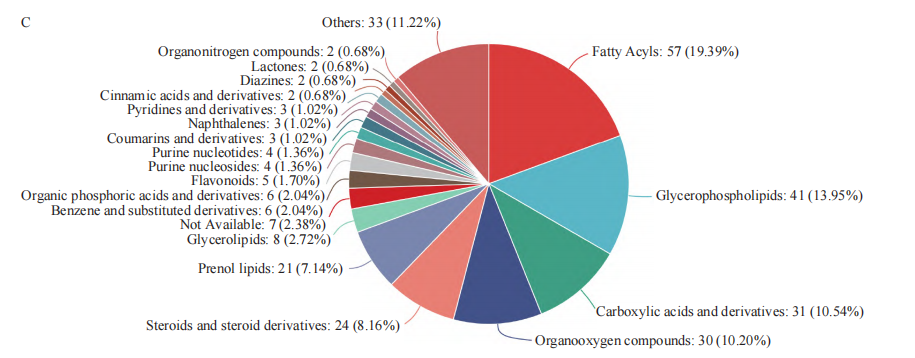 C
Others: 33 (11.22%)
Organonitrogen compounds: 2 (0.68%)
Lactones: 2 (0.68%)
Diazines: 2 (0.68%)
Cinnamic acids and derivatives: 2 (0.68%)
Pyridines and derivatives: 3 (1.02%)
Naphthalenes: 3 (1.02%)
Coumarins and derivatives: 3 (1.02%)
Purine nucleotides: 4 (1.36%)
Purine nucleosides: 4 (1.36%)
Flavonoids: 5 (1.70%)
Organic phosphoric acids and derivatives: 6 (2.04%)
Benzene and substituted derivatives: 6 (2.04%)
Not Available: 7 (2.38%)
Glycerolipids: 8 (2.72%)
Prenol lipids: 21 (7.14%)
Steroids and steroid derivatives: 24 (8.16%)
Fatty Acyls: 57 (19.39%)
Glycerophospholipids: 41 (13.95%)
Carboxylic acids and derivatives: 31 (10.54%)
Organooxygen compounds: 30 (10.20%)